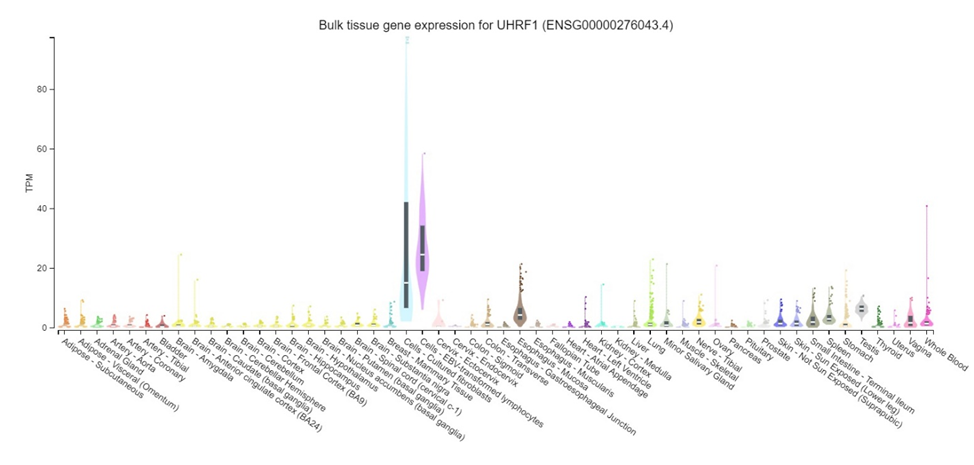 Bulk tissue gene expression for UHRF1 (ENSG00000276043.4)
80
60
40
20
0
TPM
Adipose - Subcutaneous
Adipose - Visceral (Omentum)
Adrenal Gland
Artery - Aorta
Artery - Coronary
Artery - Tibial
Bladder
Brain - Amygdala
Brain - Anterior cingulate cortex (BA24)
Brain - Caudate (basal ganglia)
Brain - Cerebellar Hemisphere
Brain - Cerebellum
Brain - Cortex
Brain - Frontal Cortex (BA9)
Brain - Hippocampus
Brain - Hypothalamus
Brain - Nucleus accumbens (basal ganglia)
Brain - Putamen (basal ganglia)
Brain - Spinal cord (cervical c-1)
Brain - Substantia nigra
Breast - Mammary Tissue
Cells - Cultured fibroblasts
Cells - EBV-transformed lymphocytes
Cervix - Ectocervix
Cervix - Endocervix
Colon - Sigmoid
Colon - Transverse
Esophagus - Gastroesophageal Junction
Esophagus - Mucosa
Esophagus - Muscularis
Fallopian Tube
Heart - Atrial Appendage
Heart - Left Ventricle
Kidney - Cortex
Kidney - Medulla
Liver
Lung
Minor Salivary Gland
Muscle - Skeletal
Nerve - Tibial
Ovary
Pancreas
Pituitary
Prostate
Skin - Not Sun Exposed (Suprapubic)
Skin - Sun Exposed (Lower leg)
Small Intestine - Terminal Ileum
Spleen
Stomach
Testis
Thyroid
Uterus
Vagina
Whole Blood